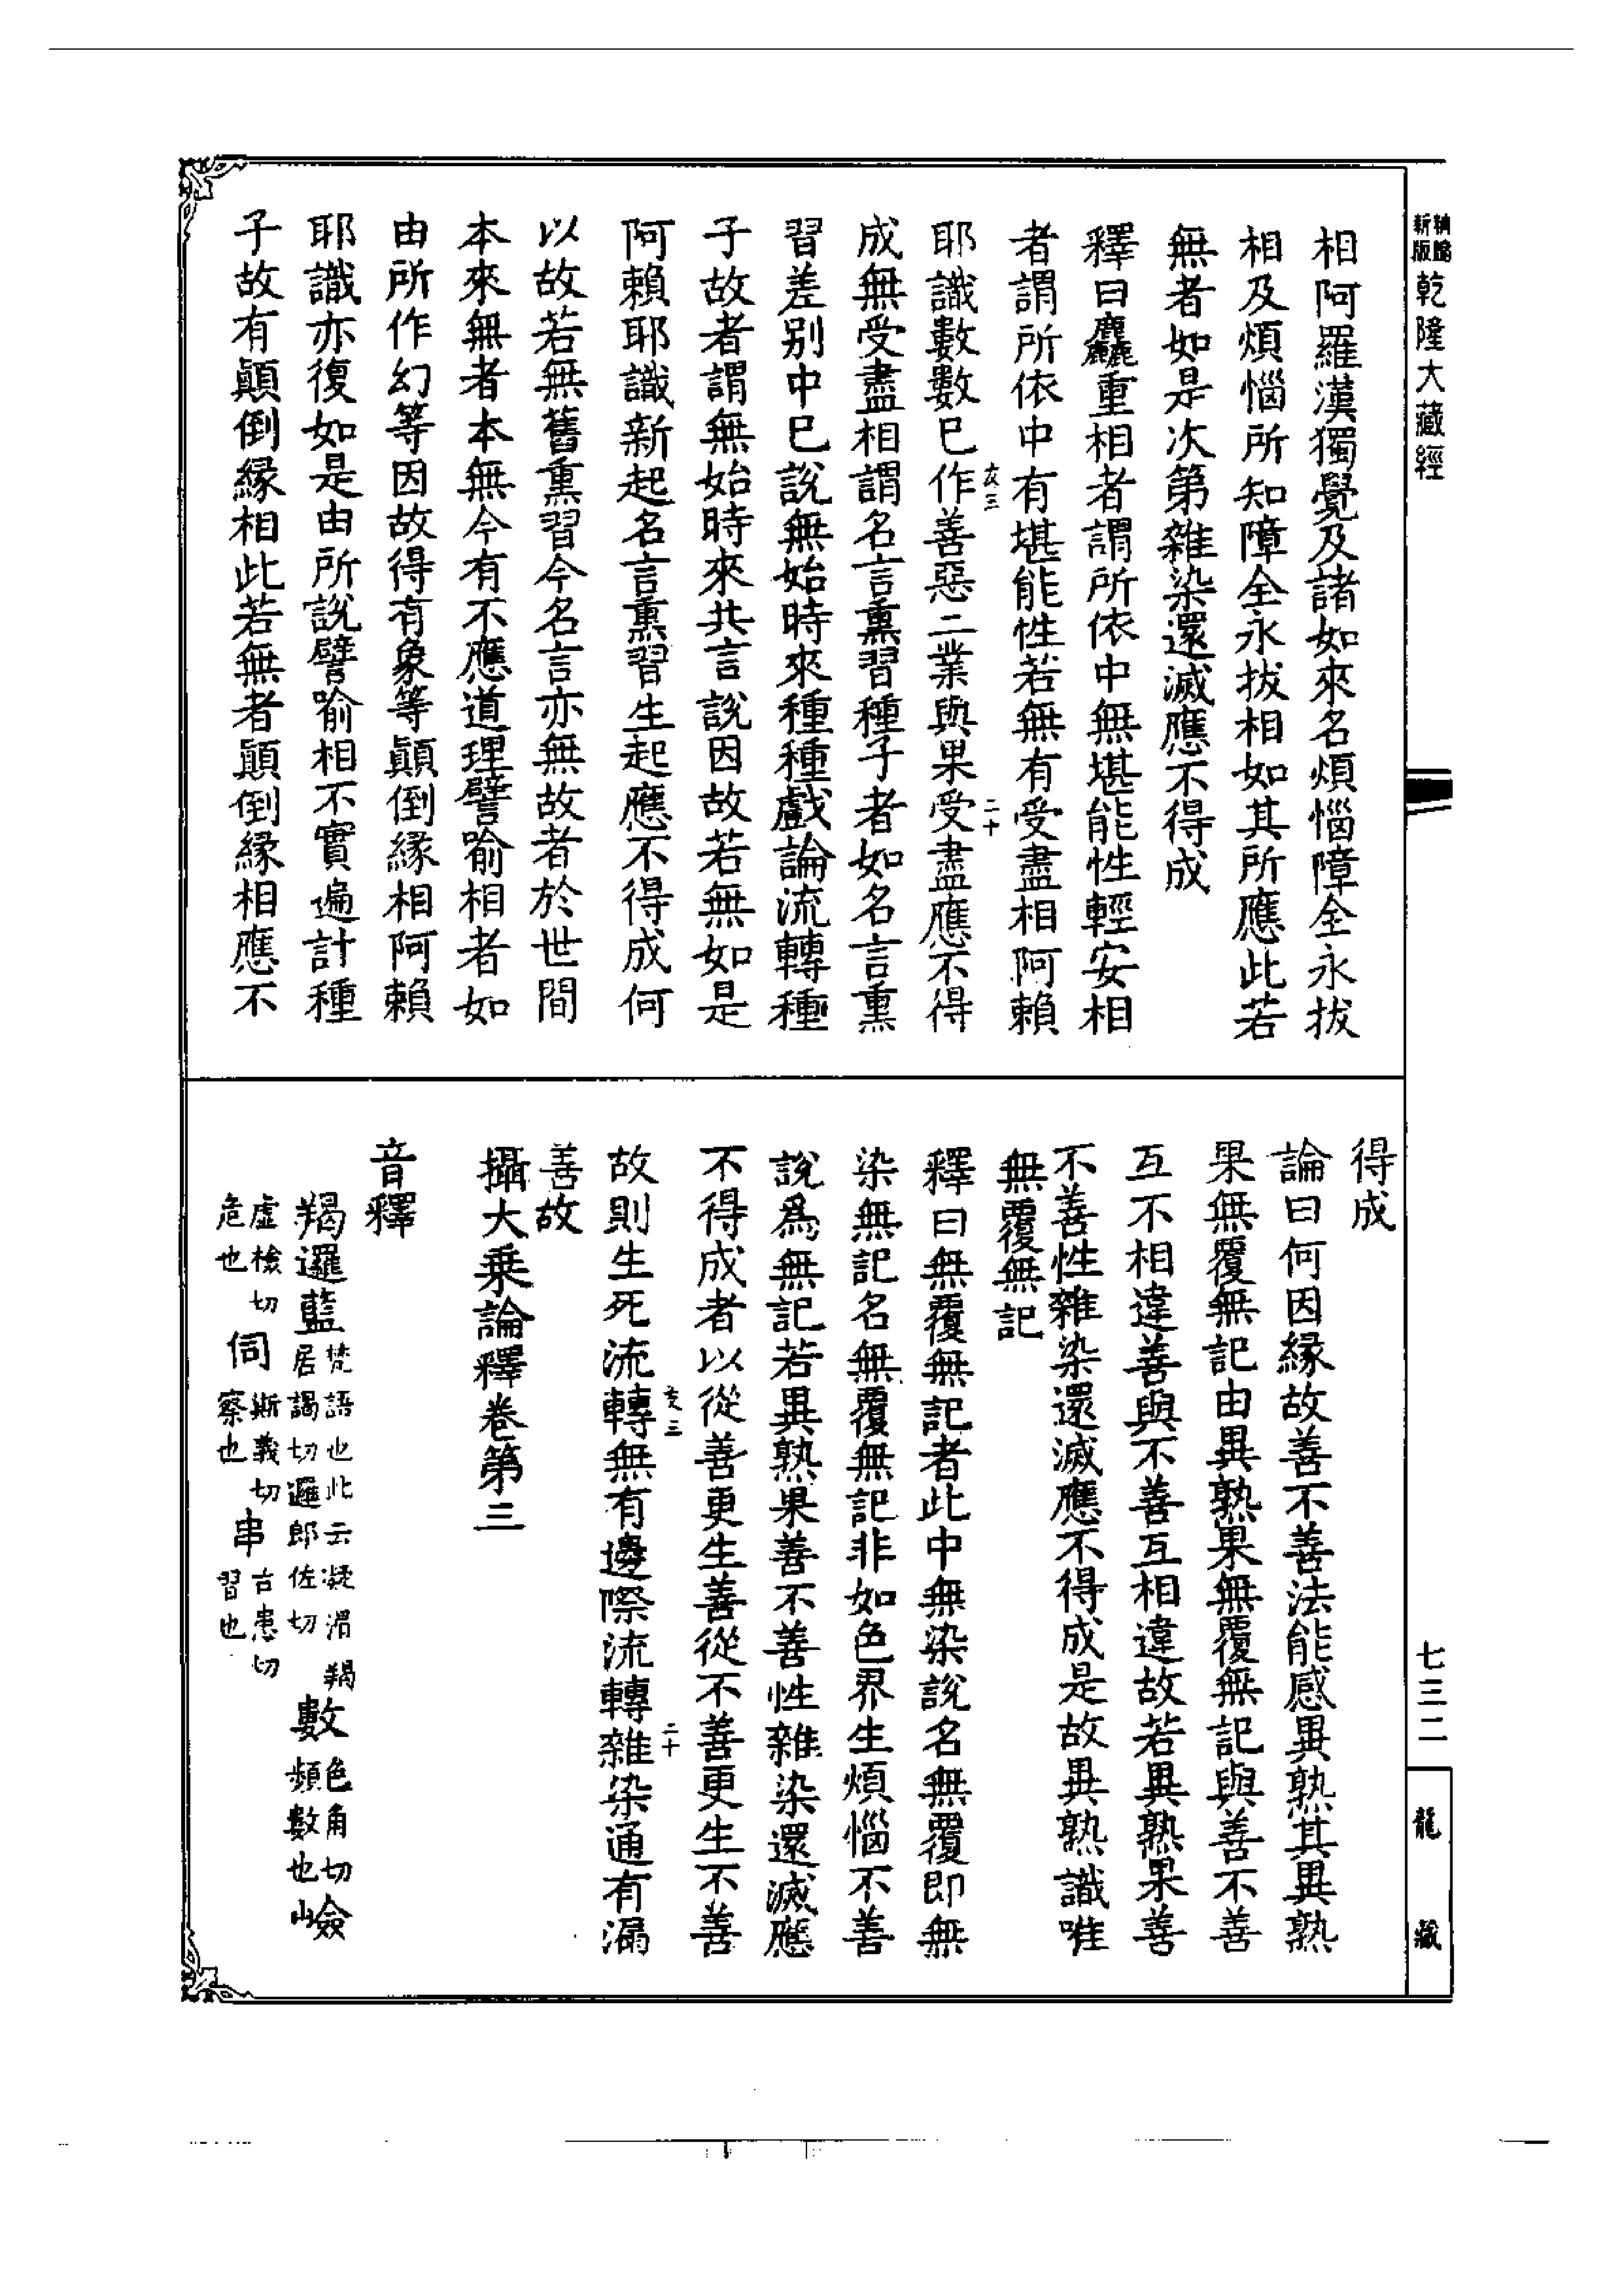 新版
乾隆大藏經
相阿羅漢獨覺及諸如來名煩惱障全永拔
相及煩惱所知障全永拔相如其所應此若
無者如是次第雜染還滅應不得成
釋曰麤重相者謂所依中無堪能性輕安相
者謂所依中有堪能性若無有受盡相阿賴
耶識數數已作善惡二業與果受盡應不得
成無受盡相謂名言熏習種子者如名言熏
習差別中已說無始時來種種戲論流轉種
子故者謂無始時來共言說因故若無如是
阿賴耶識新起名言熏習生起應不得成何
以故若無舊熏習今名言亦無故者於世間
本來無者本無今有不應道理譬喻相者如
由所作幻等因故得有象等顛倒緣相阿賴
耶識亦復如是由所說譬喻相不實遍計種
子故有顛倒緣相此若無者顛倒緣相應不
亥三
二十
得成
論曰何因緣故善不善法能感異熟其異熟
果無覆無記由異熟果無覆無記與善不善
互不相違善與不善互相違故若異熟果善
不善性雜染還滅應不得成是故異熟識唯
無覆無記
釋曰無覆無記者此中無染說名無覆即無
染無記名無覆無記非如色界生煩惱不善
說為無記若異熟果善不善性雜染還滅應
不得成者以從善更生善從不善更生不善
故則生死流轉無有邊際流轉雜染通有漏
善故
亥三
二十
攝大乘論釋卷第三
音釋
羯邏藍 梵語也此云凝滑羯居謁切邏郎佐切 數 色角切頻數也 嶮
虛檢切危也 伺 斯義切察也 串 古患切習也
七三二
龍藏